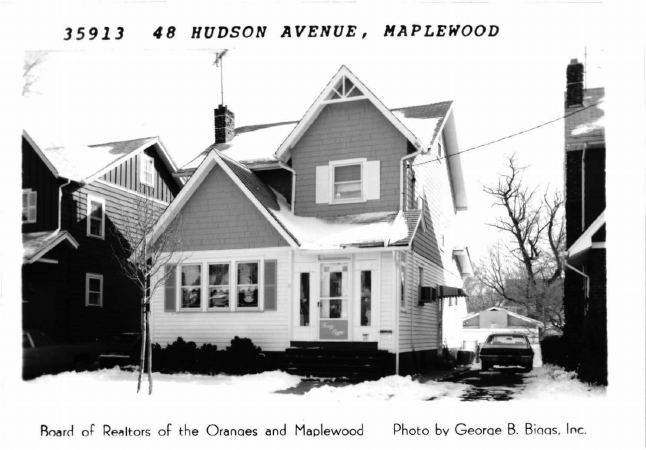 35913 48 HUDSON AVENUE, MAPLEWOOD
Board of Realtors of the Oranges and Maplewood Photo by George B. Biggs, Inc.